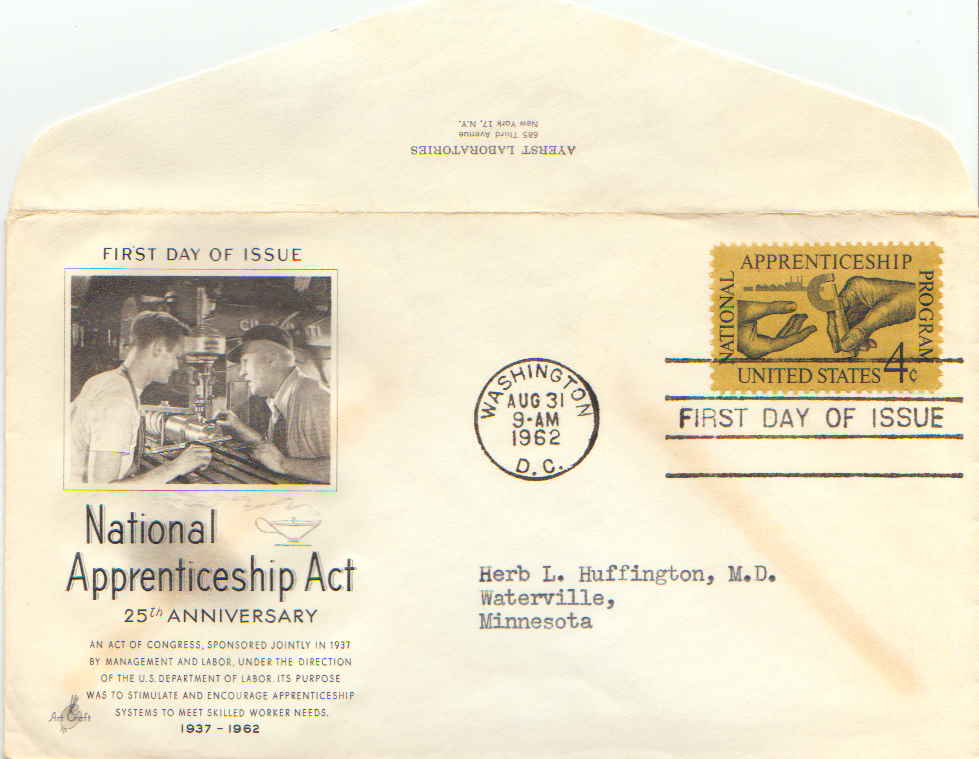 AYERST LABORATORIES
685 Third Avenue
New York 17, N.Y.
FIRST DAY OF ISSUE
National
Apprenticeship Act
25th ANNIVERSARY
AN ACT OF CONGRESS, SPONSORED JOINTLY IN 1937
BY MANAGEMENT AND LABOR, UNDER THE DIRECTION
OF THE U.S. DEPARTMENT OF LABOR. ITS PURPOSE
WAS TO STIMULATE AND ENCOURAGE APPRENTICESHIP
SYSTEMS TO MEET SKILLED WORKER NEEDS.
1937 - 1962
Art Craft
WASHINGTON
AUG 31
9-AM
1962
D.C.
NATIONAL
APPRENTICESHIP
PROGRAM
UNITED STATES 4c
FIRST DAY OF ISSUE
Herb L. Huffington, M.D.
Waterville,
Minnesota